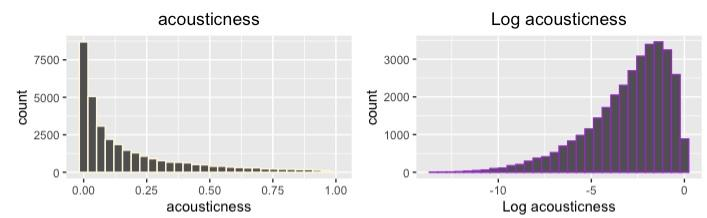 acousticness
count
7500
5000
2500
0
0.00 0.25 0.50 0.75 1.00
acousticness
Log acousticness
count
3000
2000
1000
0
-10 -5 0
Log acousticness